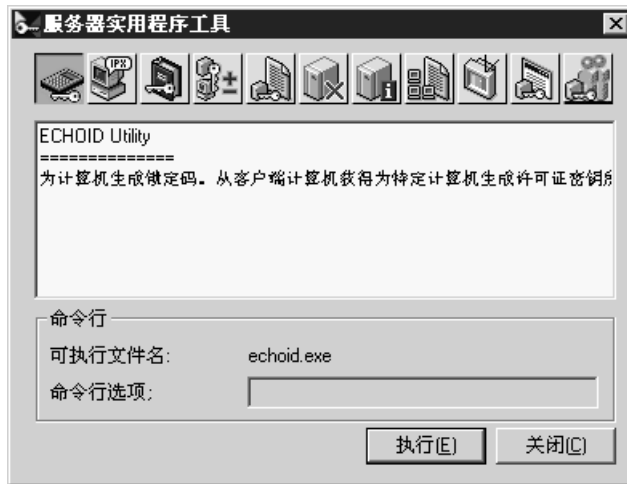 服务器实用程序工具
IPX
ECHOID Utility
==============
为计算机生成锁定码。从客户端计算机获得为特定计算机生成许可证密钥所
命令行
可执行文件名: echoid.exe
命令行选项:
执行(E) 关闭(C)